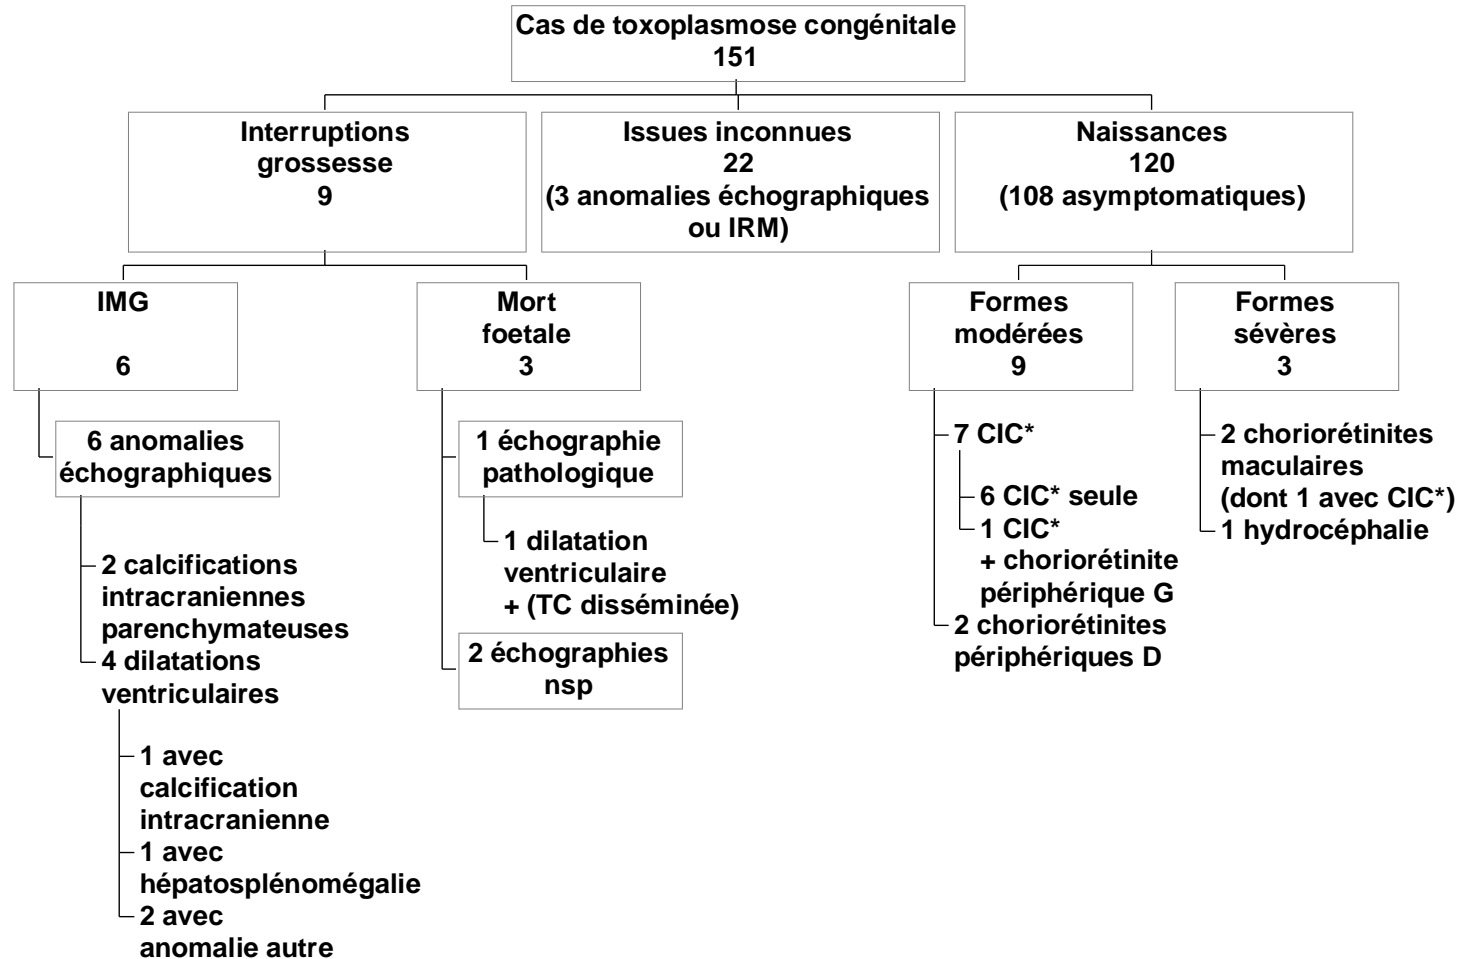 Cas de toxoplasmose congénitale
151
Interruptions
grossesse
9
Issues inconnues
22
(3 anomalies échographiques
ou IRM)
Naissances
120
(108 asymptomatiques)
IMG
6
Mort
foetale
3
Formes
modérées
9
Formes
sévères
3
6 anomalies
échographiques
2 calcifications
intracraniennes
parenchymateuses
4 dilatations
ventriculaires
1 avec
calcification
intracranienne
1 avec
hépatosplénomégalie
2 avec
anomalie autre
1 échographie
pathologique
1 dilatation
ventriculaire
+ (TC disséminée)
2 échographies
nsp
7 CIC*
6 CIC* seule
1 CIC*
+ choriorétinite
périphérique G
2 choriorétinites
périphériques D
2 choriorétinites
maculaires
(dont 1 avec CIC*)
1 hydrocéphalie